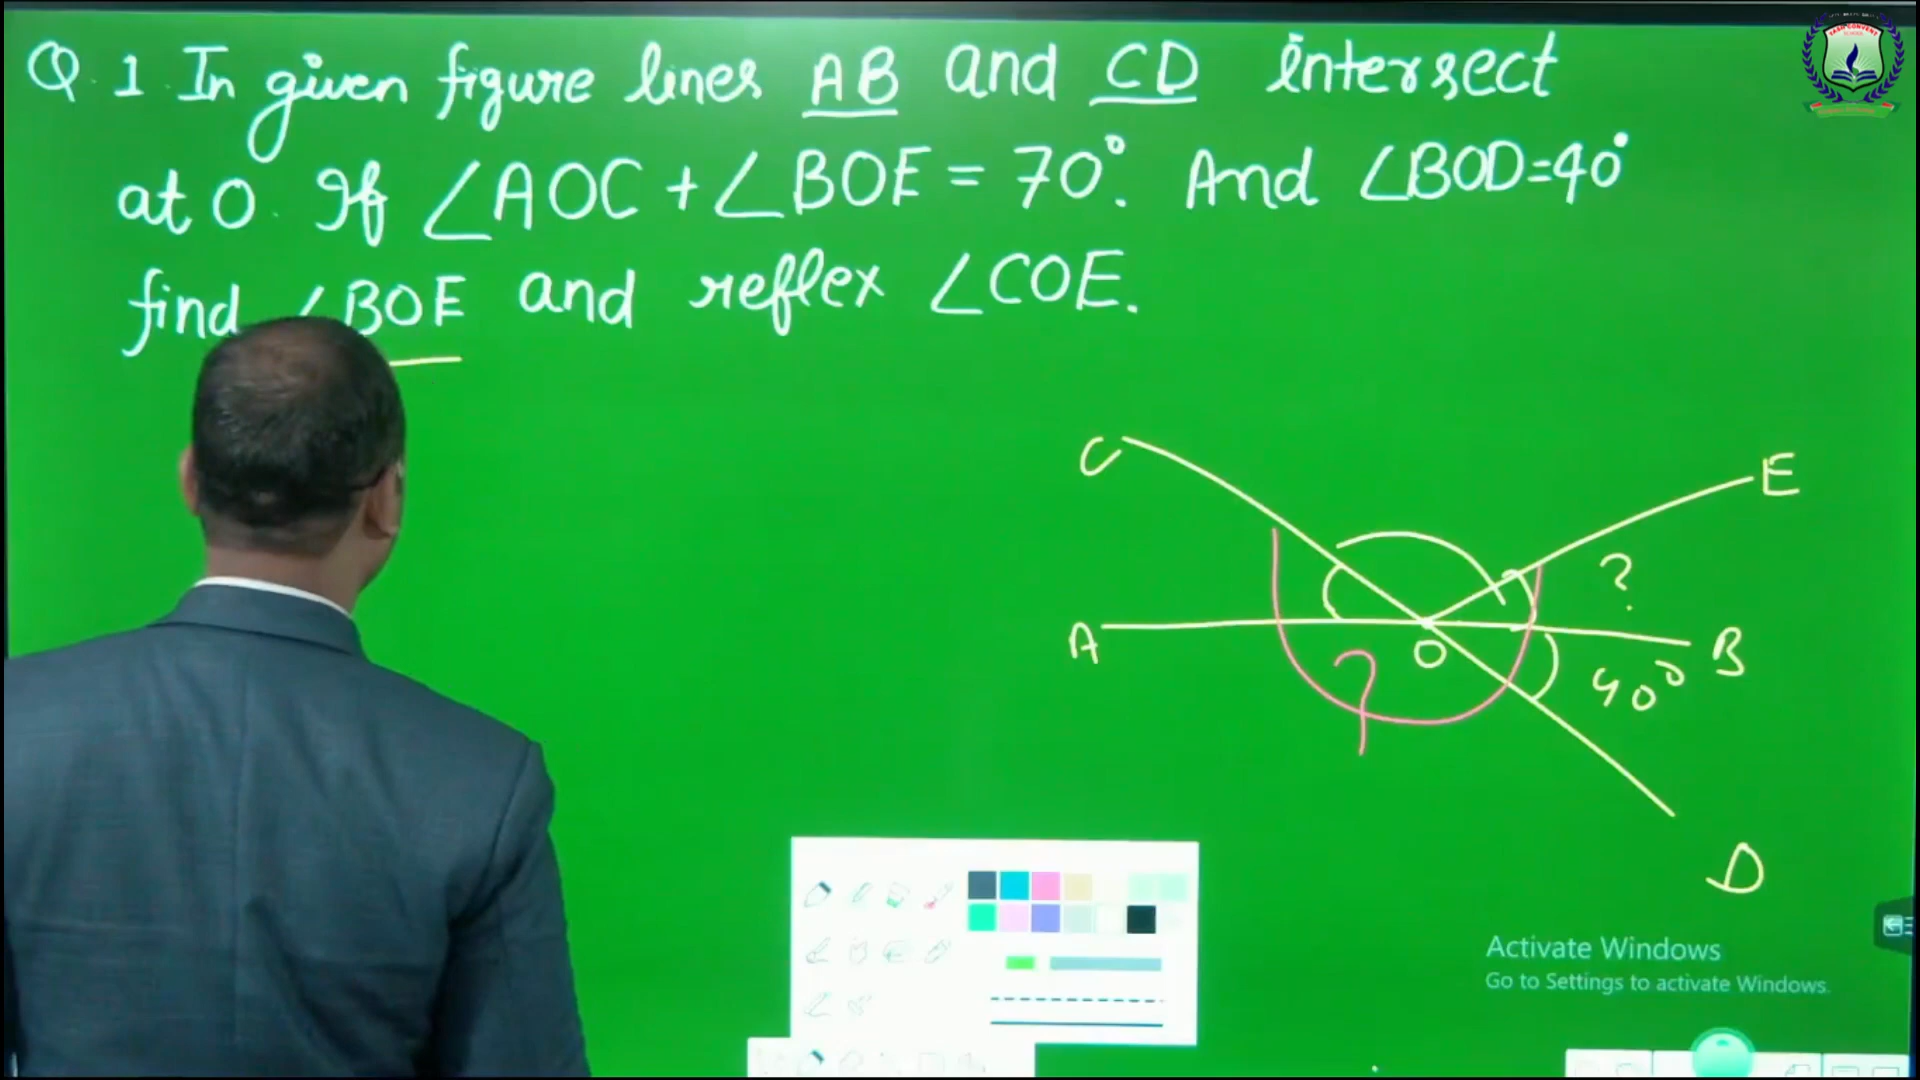 Q.1 In given figure lines AB and CD intersect
at O. If ∠AOC + ∠BOE = 70°. And ∠BOD=40°
find ∠BOE and reflex ∠COE.
C
E
?
A
O
B
?
40°
D
Activate Windows
Go to Settings to activate Windows.